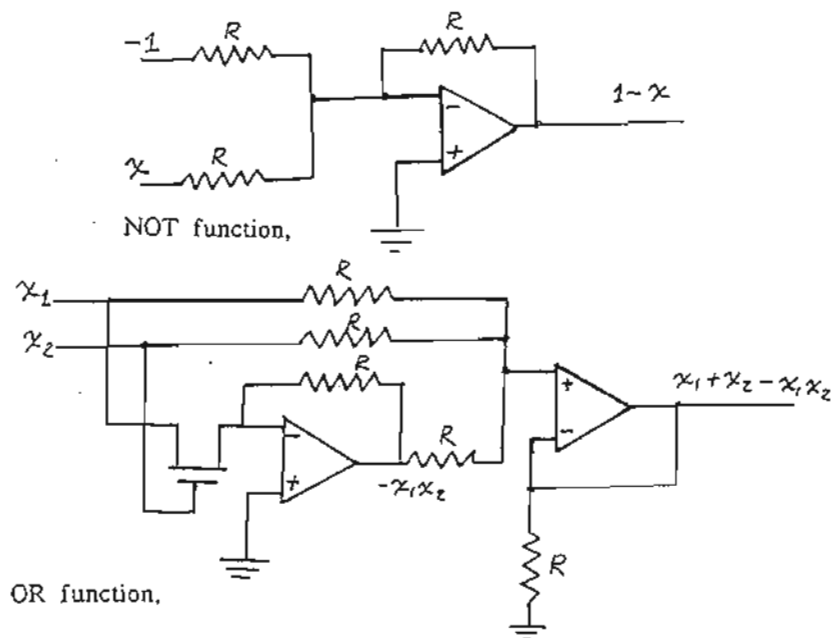 R
-1 R
1-x
-
+
x R
NOT function,
R
x₁
R
x₂
R
+
x₁+x₂-x₁x₂
-
R
-
+
-x₁x₂
R
OR function,